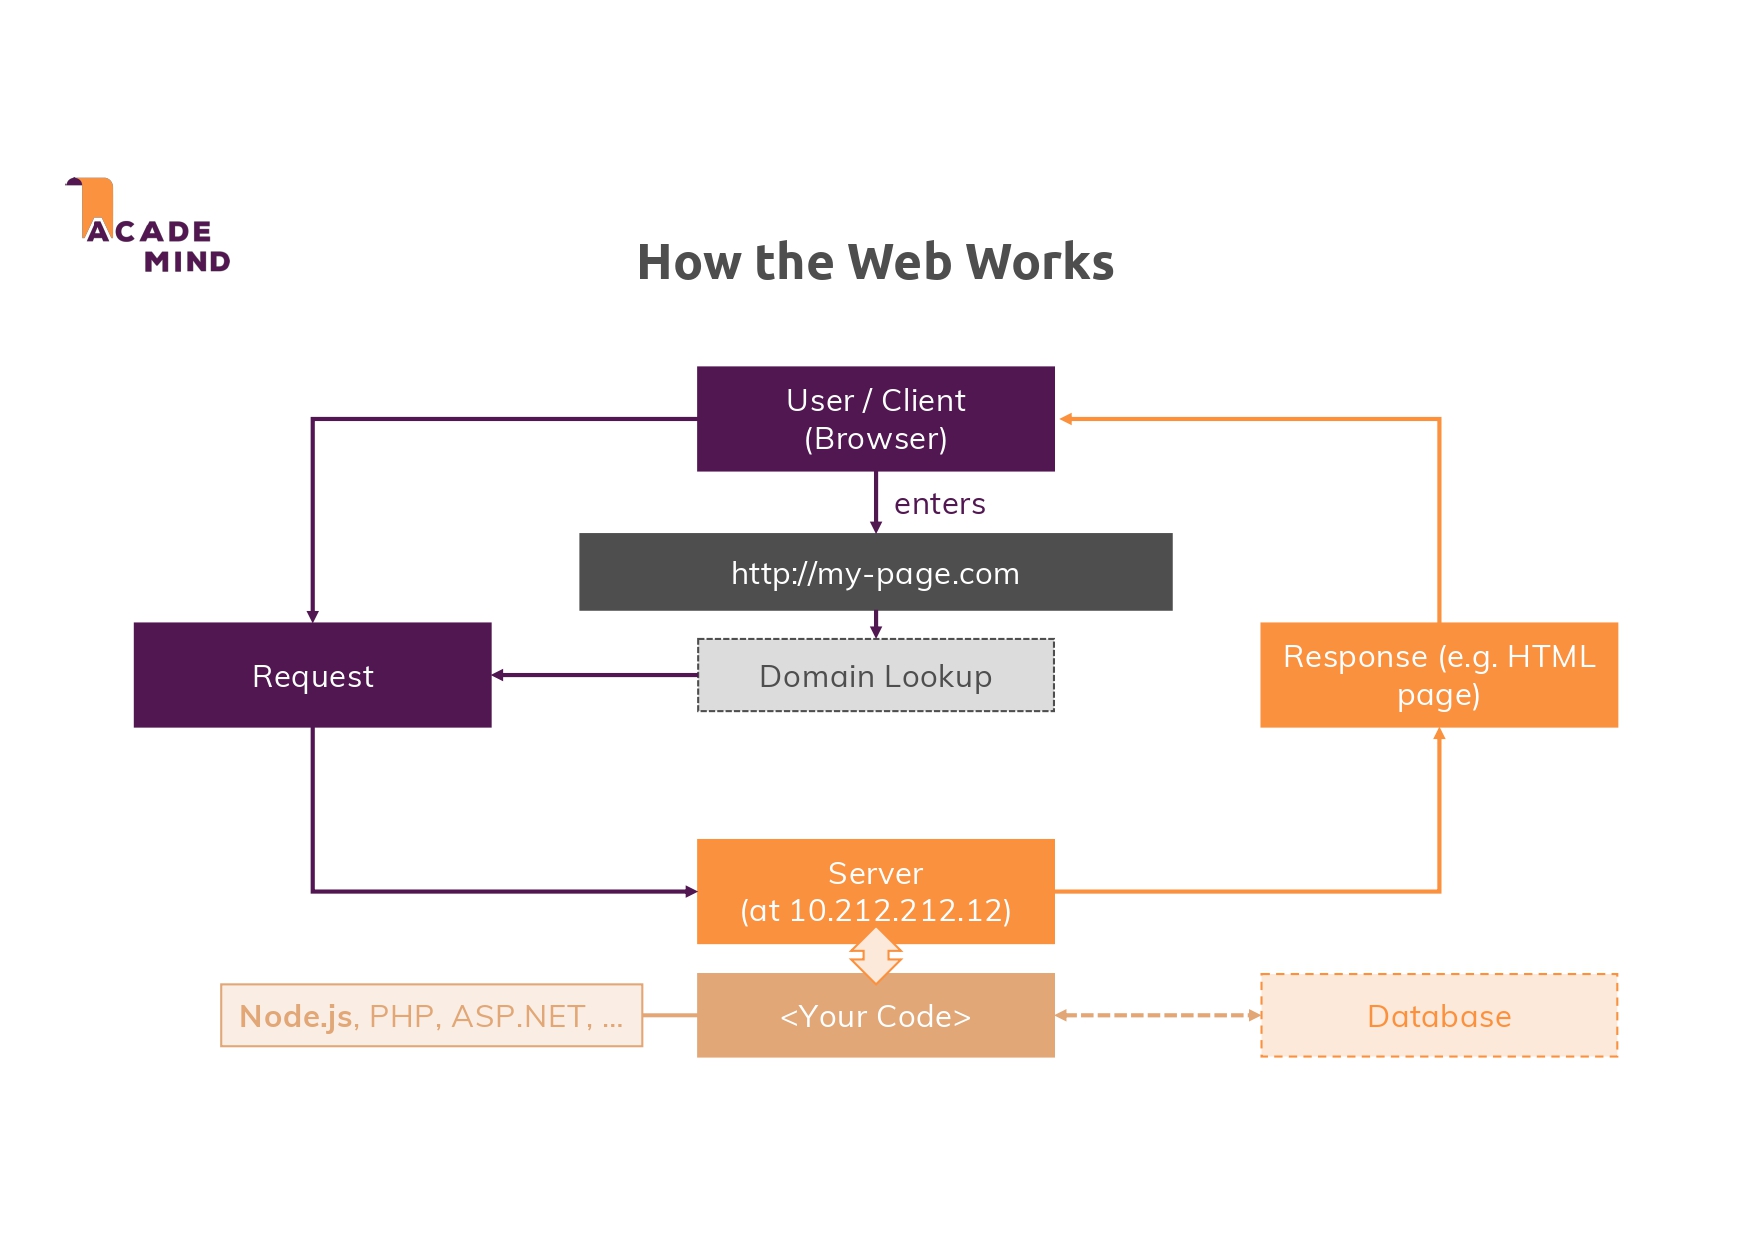 ACADE
MIND
How the Web Works
User / Client
(Browser)
enters
http://my-page.com
Request
Domain Lookup
Response (e.g. HTML
page)
Server
(at 10.212.212.12)
Node.js, PHP, ASP.NET, ...
<Your Code>
Database